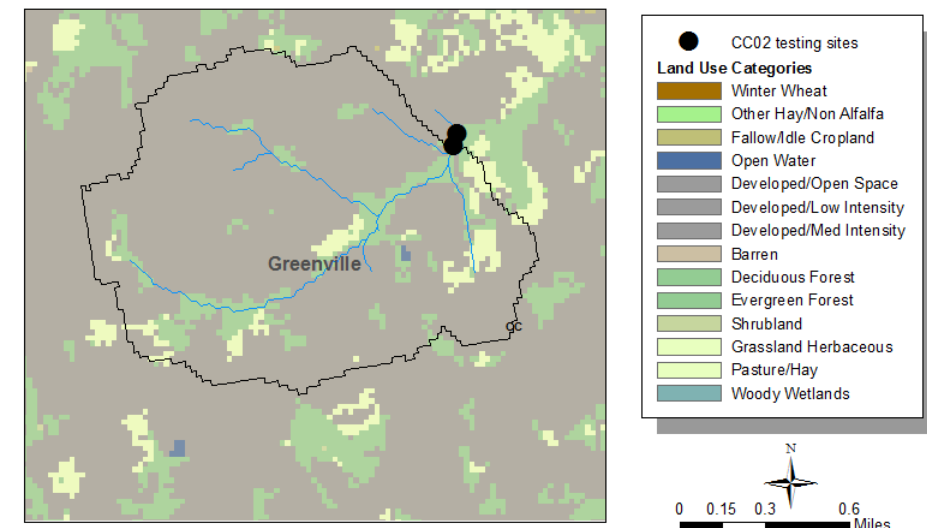 Greenville
CC
CC02 testing sites
Land Use Categories
Winter Wheat
Other Hay/Non Alfalfa
Fallow/Idle Cropland
Open Water
Developed/Open Space
Developed/Low Intensity
Developed/Med Intensity
Barren
Deciduous Forest
Evergreen Forest
Shrubland
Grassland Herbaceous
Pasture/Hay
Woody Wetlands
N
0 0.15 0.3 0.6
Miles